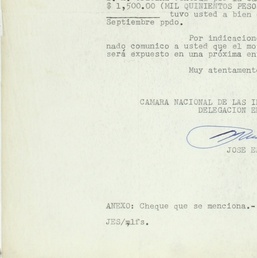 $ 1,500.00 (MIL QUINIENTOS PESO
tuvo usted a bien
Septiembre ppdo.
Por indicacion
nado comunico a usted que el mo
será expuesto en una próxima en
Muy atentament
CAMARA NACIONAL DE LAS I
DELEGACION E
JOSE E
ANEXO: Cheque que se menciona.-
JES/mifs.